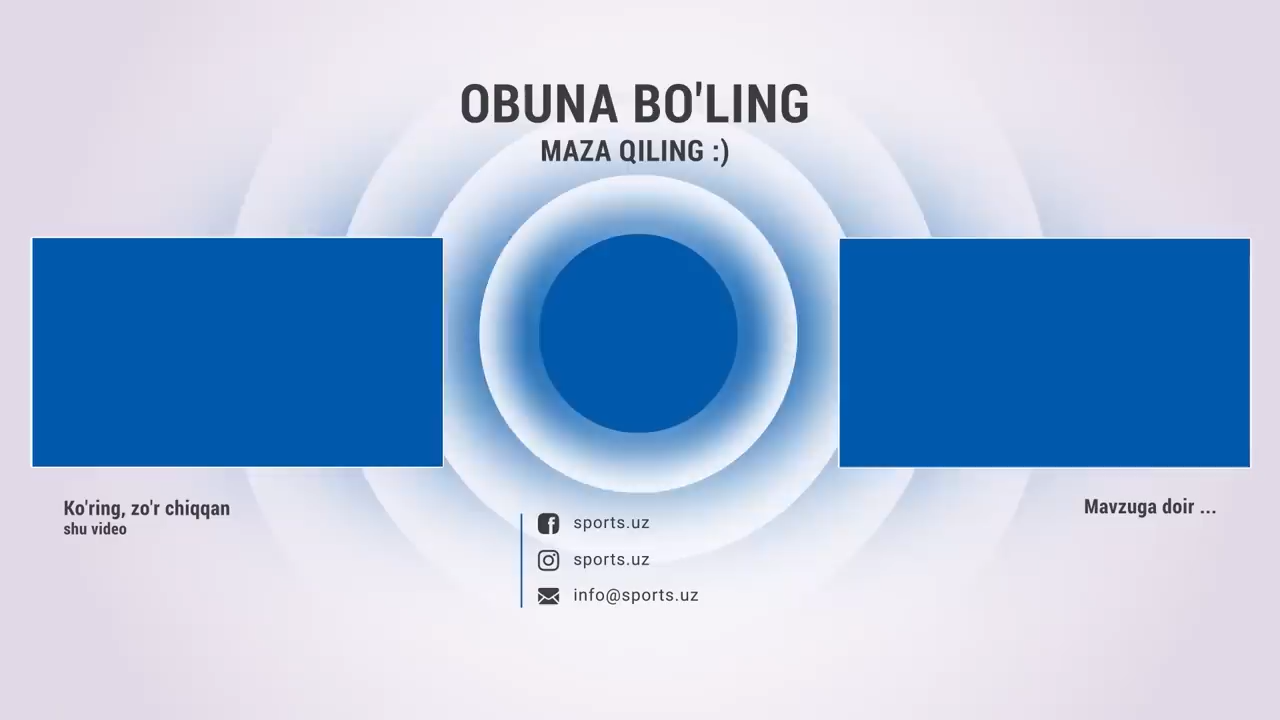 OBUNA BO'LING
MAZA QILING :)
Ko'ring, zo'r chiqqan
shu video
Mavzuga doir ...
sports.uz
sports.uz
info@sports.uz